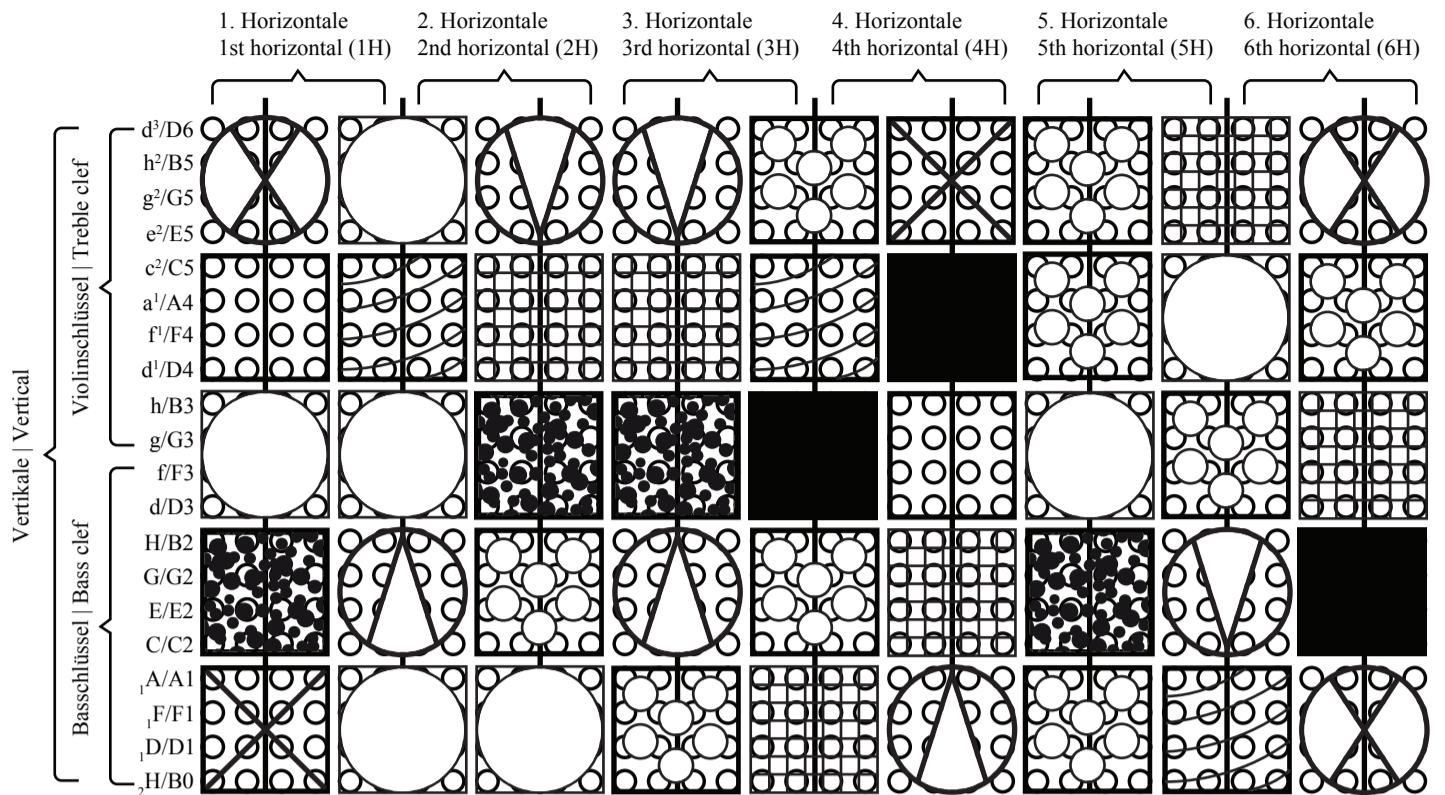 1. Horizontale
1st horizontal (1H)
2. Horizontale
2nd horizontal (2H)
3. Horizontale
3rd horizontal (3H)
4. Horizontale
4th horizontal (4H)
5. Horizontale
5th horizontal (5H)
6. Horizontale
6th horizontal (6H)
Vertikale | Vertical
Violinschlüssel | Treble clef
Basschlüssel | Bass clef
d³/D6
h²/B5
g²/G5
e²/E5
c²/C5
a¹/A4
f¹/F4
d¹/D4
h/B3
g/G3
f/F3
d/D3
H/B2
G/G2
E/E2
C/C2
₁A/A1
₁F/F1
₁D/D1
₂H/B0